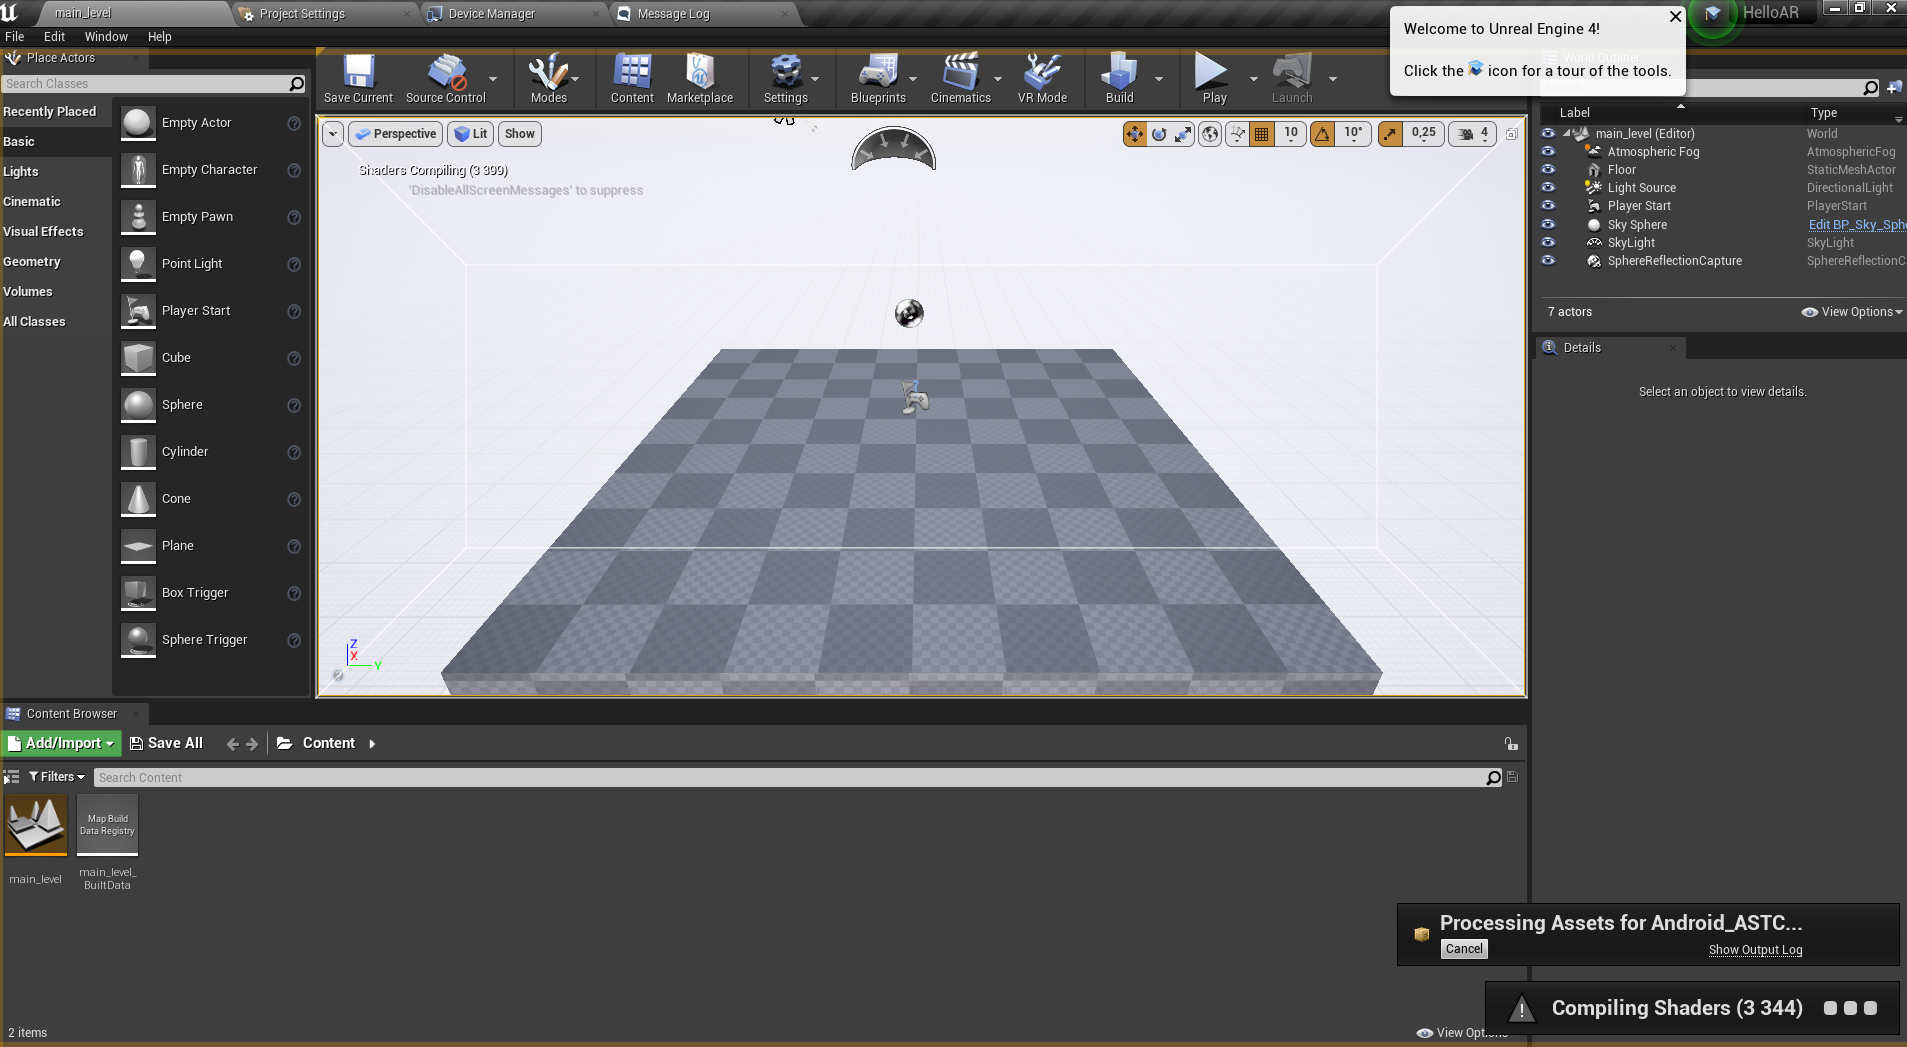 main_level
Project Settings
Device Manager
Message Log
HelloAR
File Edit Window Help
Welcome to Unreal Engine 4!
Click the icon for a tour of the tools.
Place Actors
Search Classes
Recently Placed
Basic
Lights
Cinematic
Visual Effects
Geometry
Volumes
All Classes
Empty Actor
Empty Character
Empty Pawn
Point Light
Player Start
Cube
Sphere
Cylinder
Cone
Plane
Box Trigger
Sphere Trigger
Save Current
Source Control
Modes
Content
Marketplace
Settings
Blueprints
Cinematics
VR Mode
Build
Play
Launch
Perspective
Lit
Show
10
10°
0,25
4
Shaders Compiling (3 399)
'DisableAllScreenMessages' to suppress
Z
X
Y
World Outliner
Label Type
main_level (Editor) World
Atmospheric Fog AtmosphericFog
Floor StaticMeshActor
Light Source DirectionalLight
Player Start PlayerStart
Sky Sphere Edit BP_Sky_Sph
SkyLight SkyLight
SphereReflectionCapture SphereReflectionC
7 actors
View Options
Details
Select an object to view details.
Content Browser
Add/Import
Save All
Content
Filters
Search Content
Map Build
Data Registry
main_level
main_level_
BuiltData
2 items
View Options
Processing Assets for Android_ASTC...
Cancel
Show Output Log
Compiling Shaders (3 344)